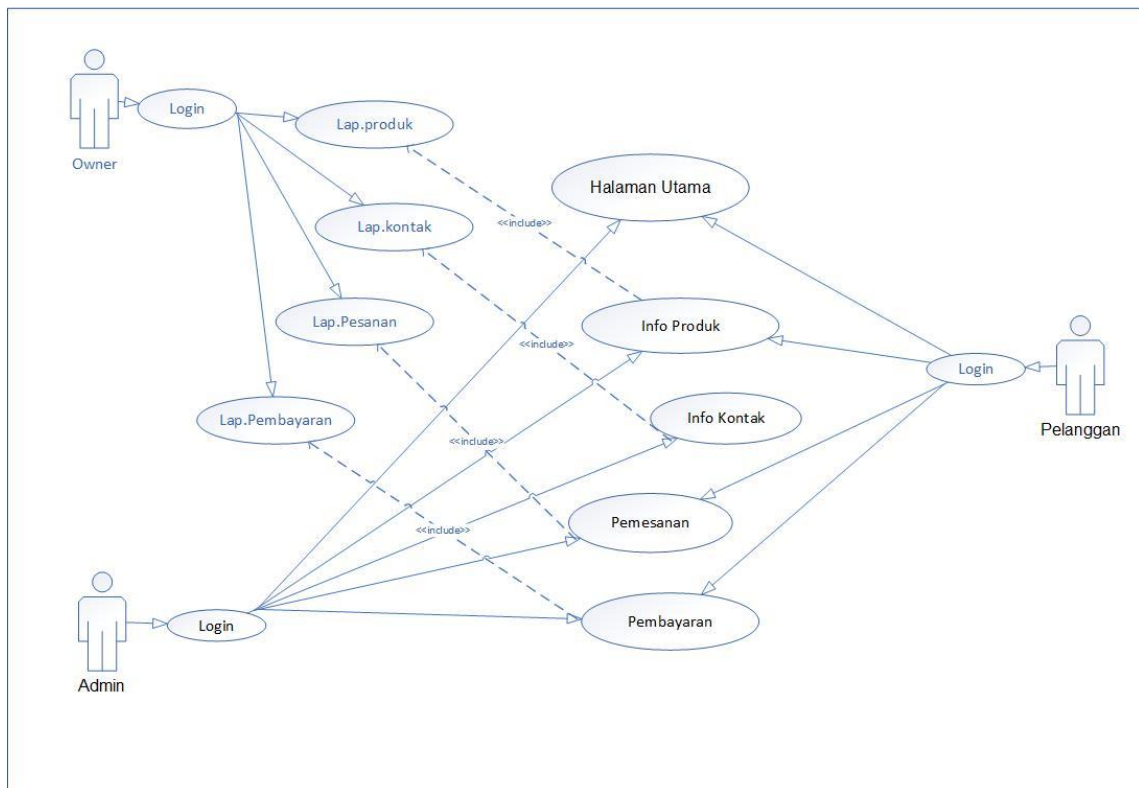 Login
Owner
Lap.produk
Halaman Utama
Lap.kontak
<<include>>
Lap.Pesanan
Info Produk
<<include>>
Login
Lap.Pembayaran
Info Kontak
Pelanggan
<<include>>
Pemesanan
<<include>>
Login
Pembayaran
Admin